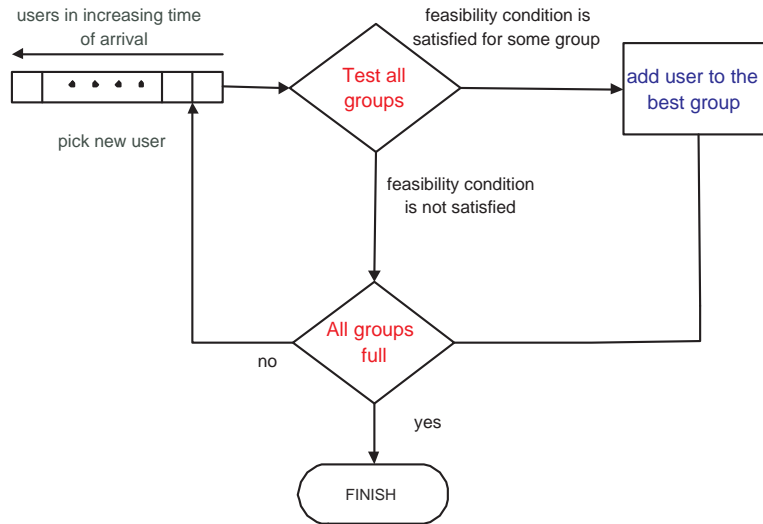 users in increasing time
of arrival
feasibility condition is
satisfied for some group
Test all
groups
add user to the
best group
pick new user
feasibility condition
is not satisfied
All groups
full
no
yes
FINISH